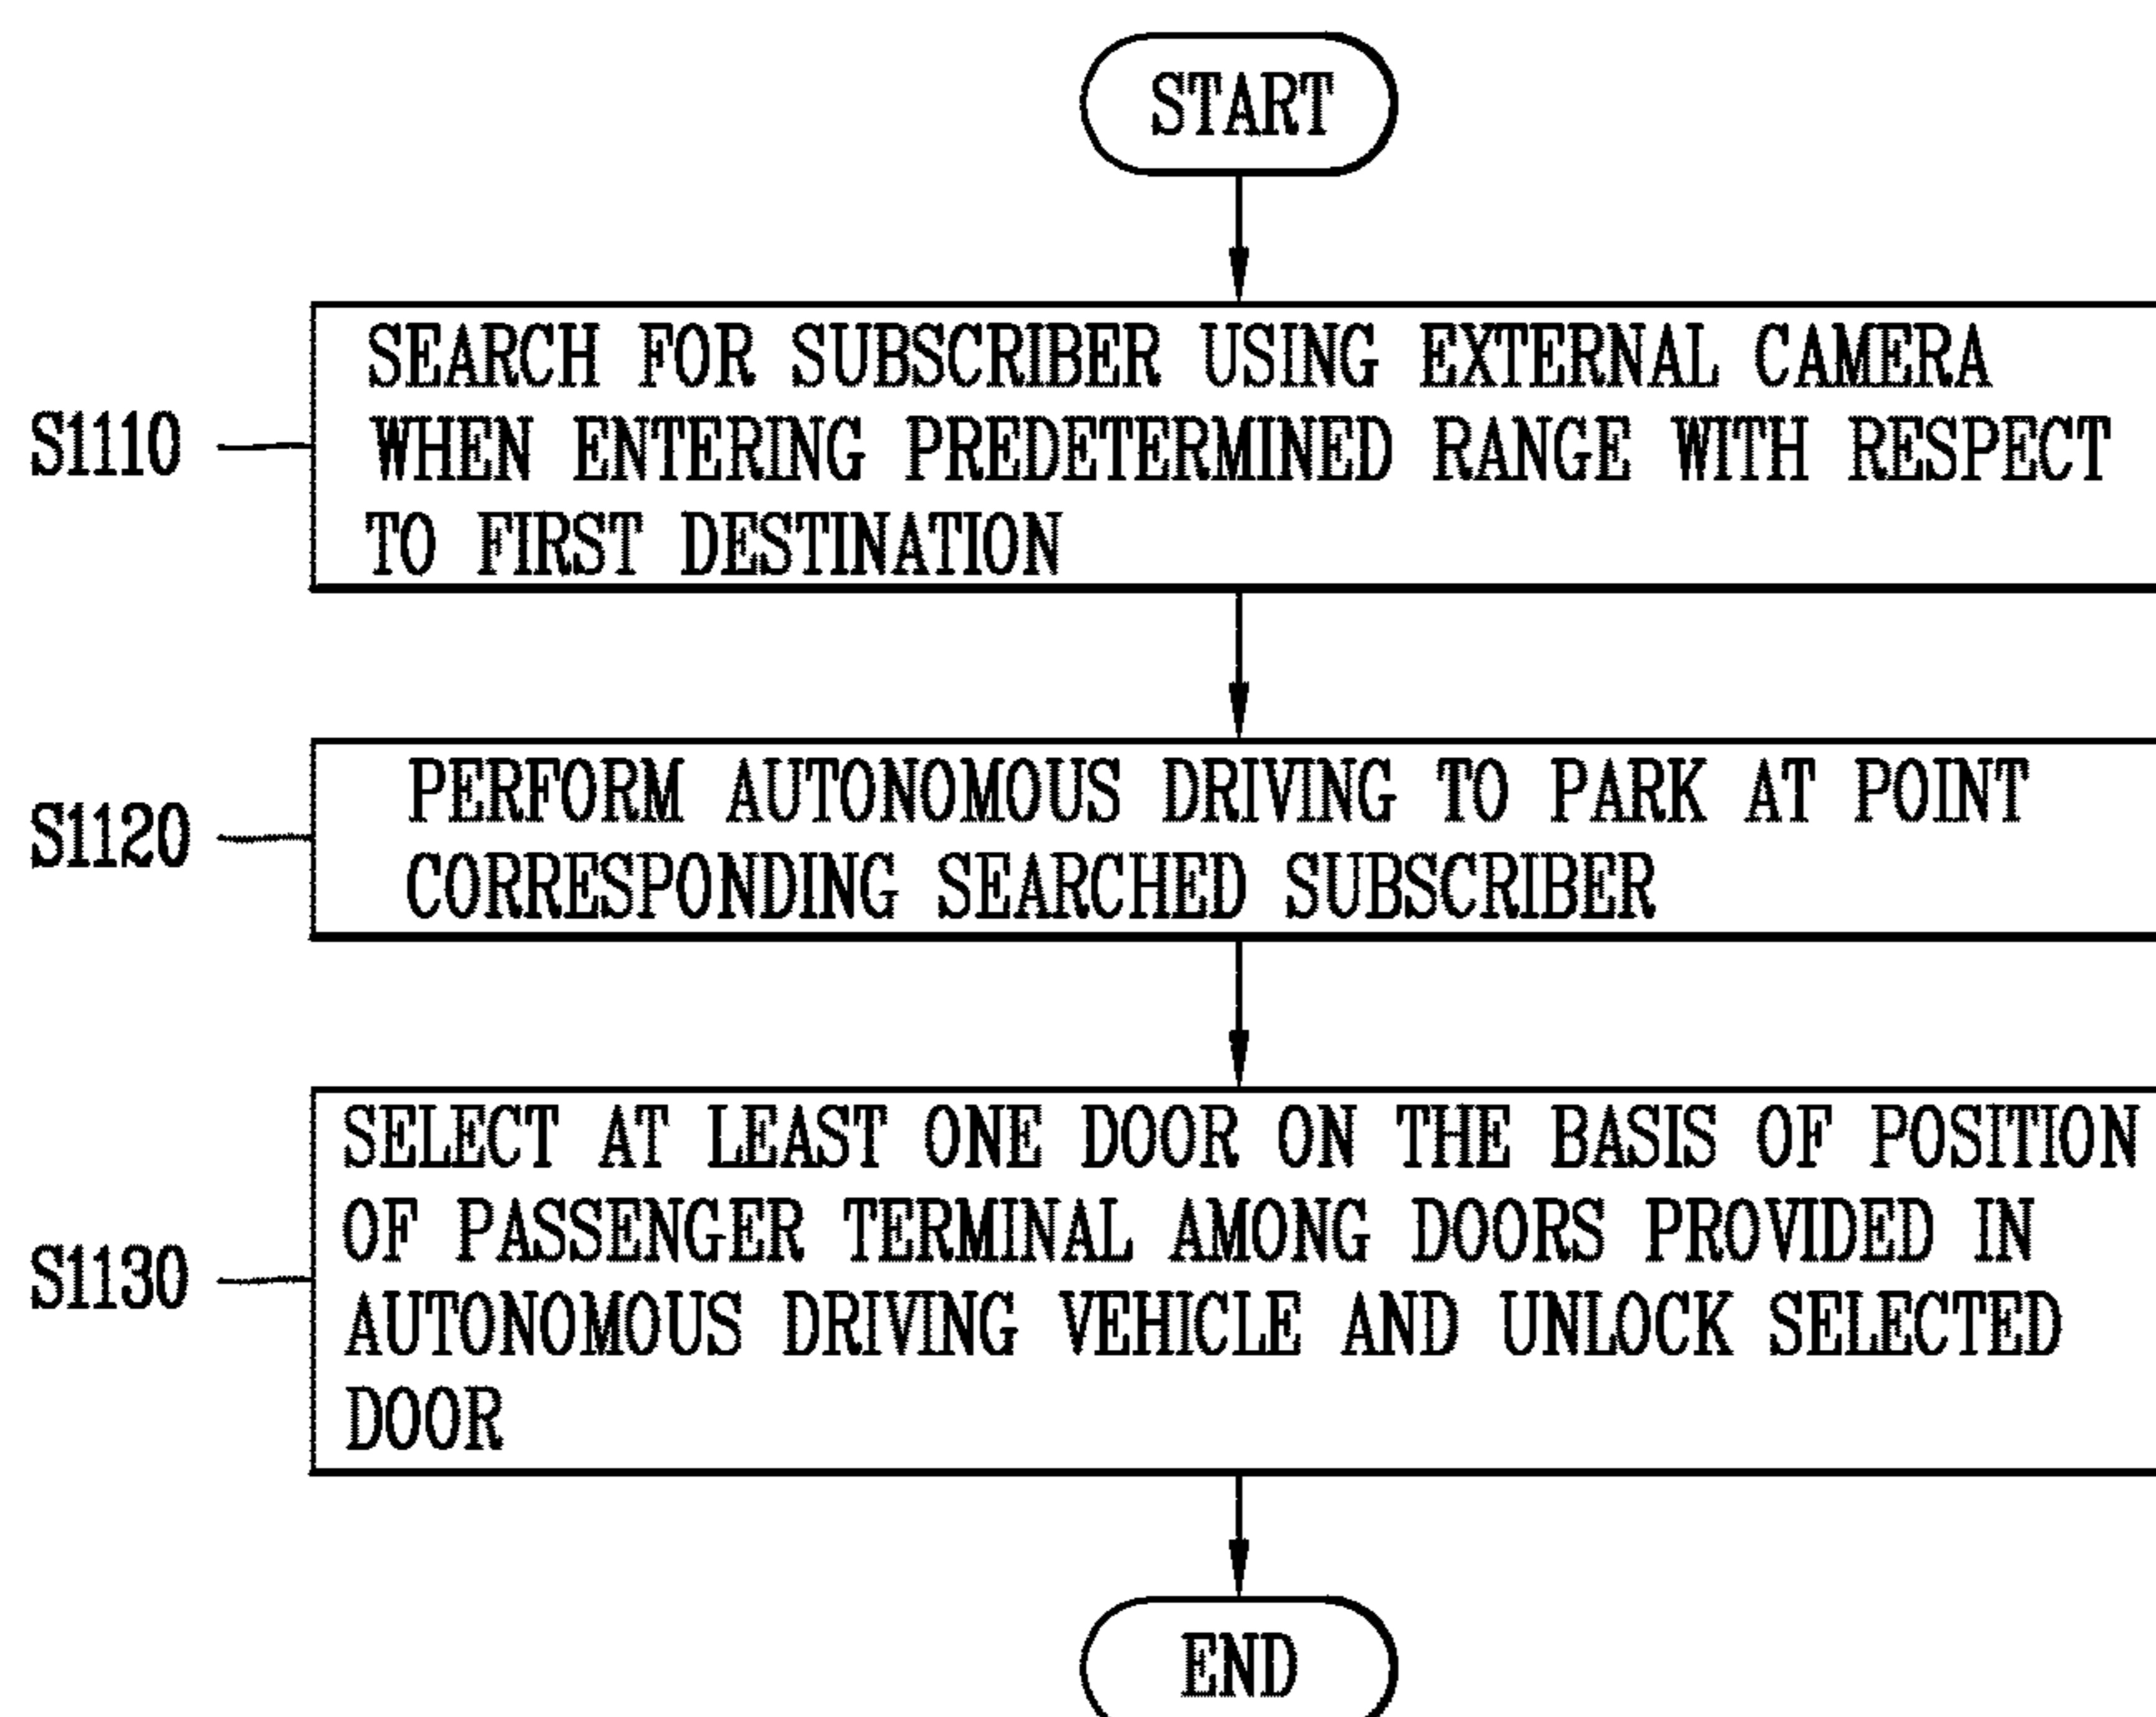 START
SEARCH FOR SUBSCRIBER USING EXTERNAL CAMERA
WHEN ENTERING PREDETERMINED RANGE WITH RESPECT
TO FIRST DESTINATION
S1110
PERFORM AUTONOMOUS DRIVING TO PARK AT POINT
CORRESPONDING SEARCHED SUBSCRIBER
S1120
SELECT AT LEAST ONE DOOR ON THE BASIS OF POSITION
OF PASSENGER TERMINAL AMONG DOORS PROVIDED IN
AUTONOMOUS DRIVING VEHICLE AND UNLOCK SELECTED
DOOR
S1130
END